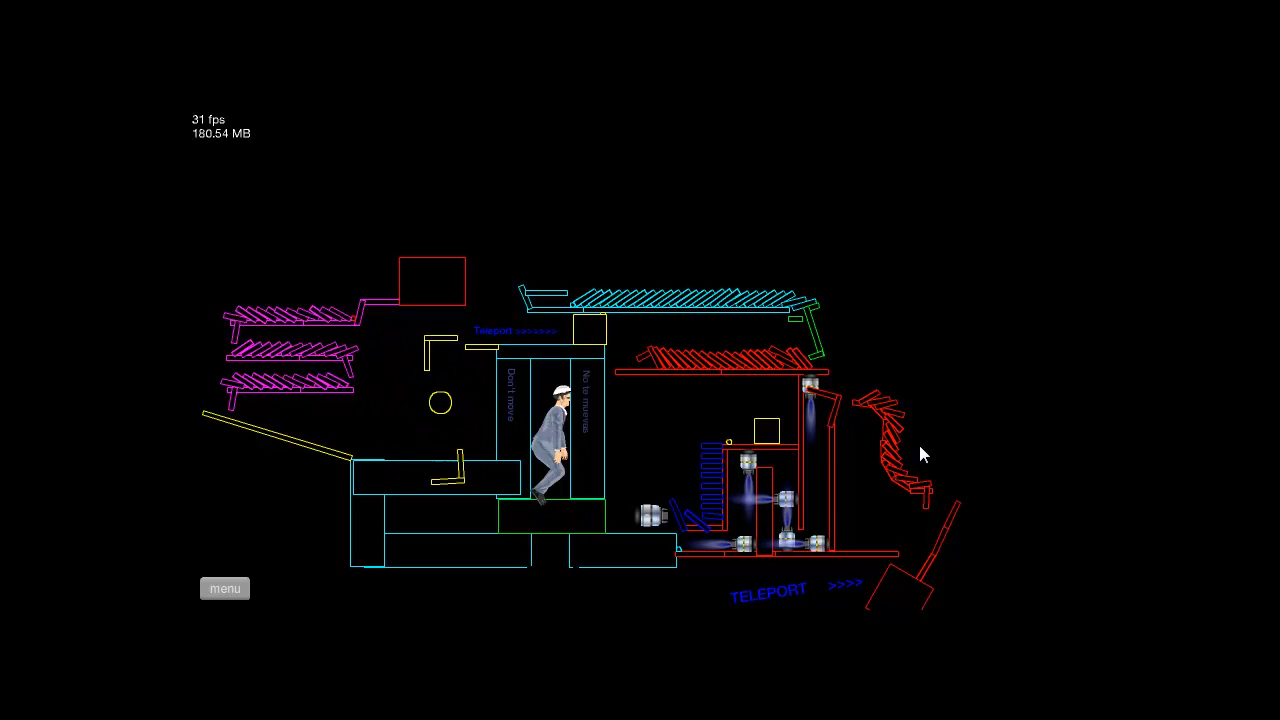 31 fps
180.54 MB
Teleport >>>>>>>
Don't move
No te muevas
TELEPORT >>>>
menu